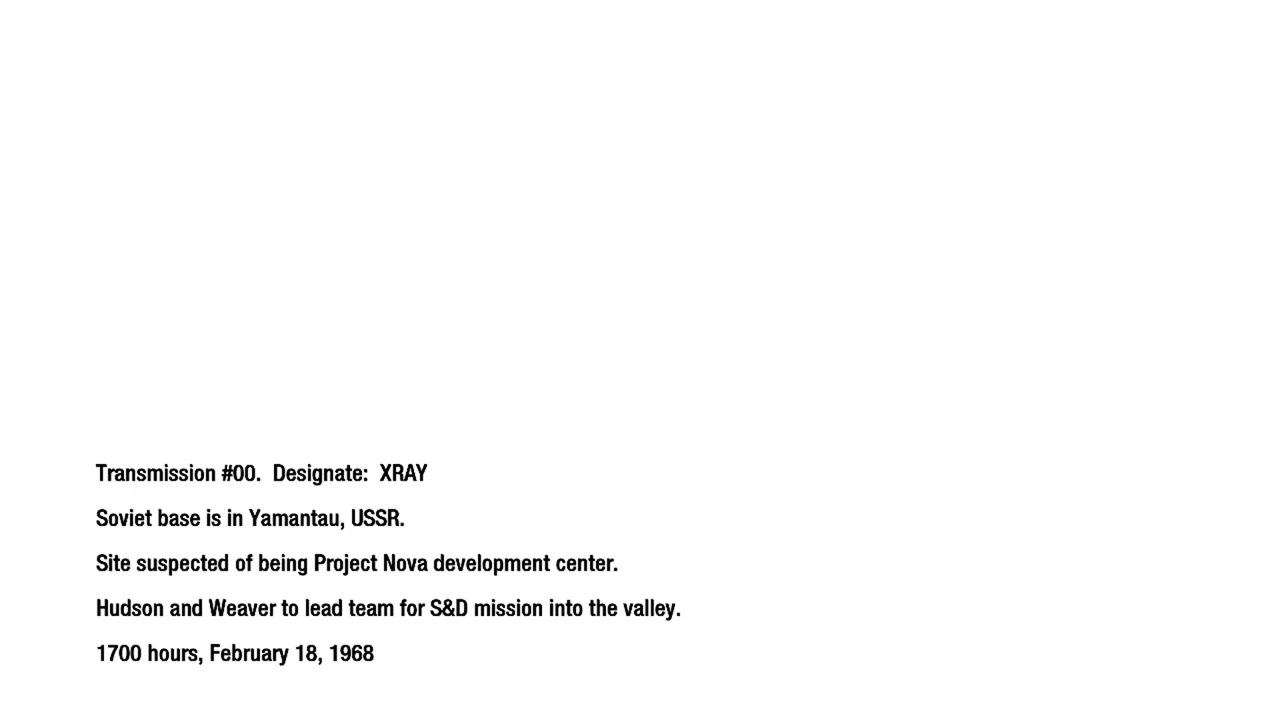 Transmission #00.  Designate:  XRAY
Soviet base is in Yamantau, USSR.
Site suspected of being Project Nova development center.
Hudson and Weaver to lead team for S&D mission into the valley.
1700 hours, February 18, 1968